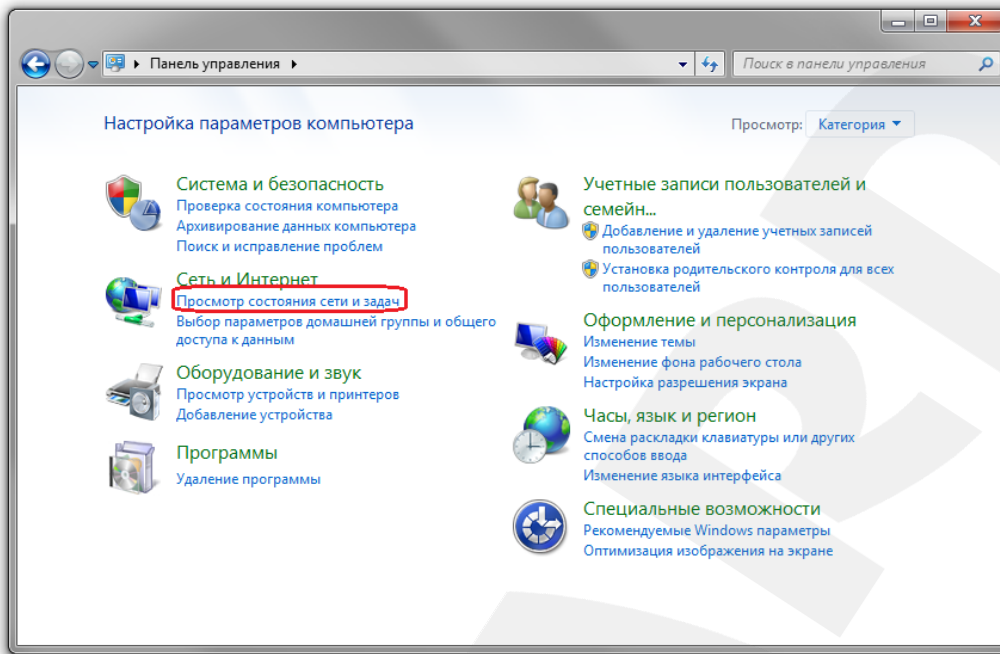 Панель управления
Поиск в панели управления
Настройка параметров компьютера
Просмотр: Категория
Система и безопасность
Проверка состояния компьютера
Архивирование данных компьютера
Поиск и исправление проблем
Сеть и Интернет
Просмотр состояния сети и задач
Выбор параметров домашней группы и общего
доступа к данным
Оборудование и звук
Просмотр устройств и принтеров
Добавление устройства
Программы
Удаление программы
Учетные записи пользователей и
семейн...
Добавление и удаление учетных записей
пользователей
Установка родительского контроля для всех
пользователей
Оформление и персонализация
Изменение темы
Изменение фона рабочего стола
Настройка разрешения экрана
Часы, язык и регион
Смена раскладки клавиатуры или других
способов ввода
Изменение языка интерфейса
Специальные возможности
Рекомендуемые Windows параметры
Оптимизация изображения на экране